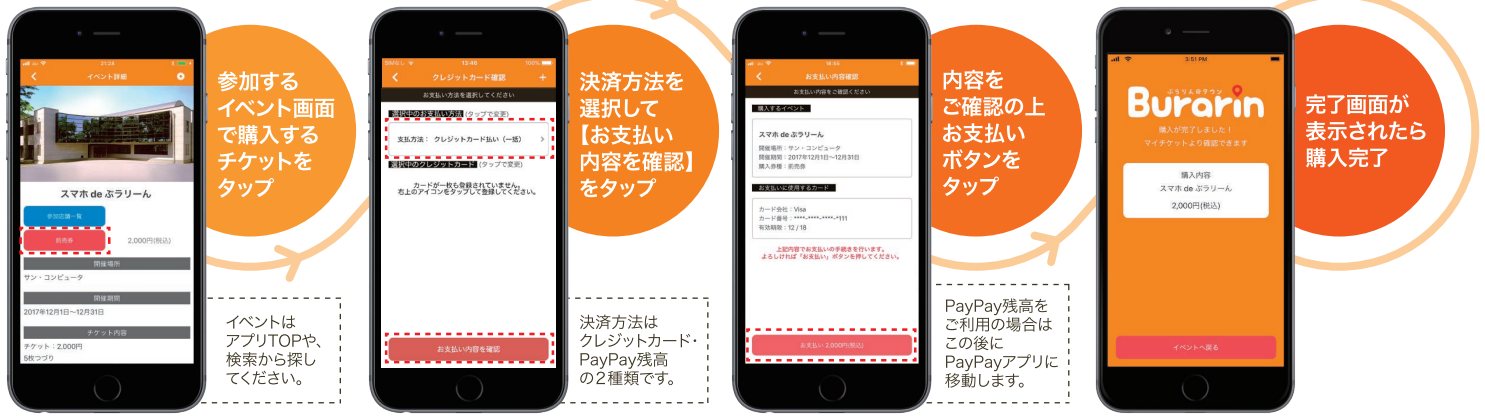 21:26
イベント詳細
スマホ de ぶラリーん
参加店舗一覧
前売券
2,000円(税込)
開催場所
サン・コンピュータ
開催期間
2017年12月1日〜12月31日
チケット内容
チケット：2,000円
5枚つづり
参加する
イベント画面
で購入する
チケットを
タップ
イベントは
アプリTOPや、
検索から探し
てください。
SIMなし
13:46
100%
クレジットカード確認
お支払い方法を選択してください
選択中のお支払い方法 (タップで変更)
支払方法： クレジットカード払い（一括）
選択中のクレジットカード (タップで変更)
カードが一枚も登録されていません。
右上のアイコンをタップして登録してください。
お支払い内容を確認
決済方法を
選択して
【お支払い
内容を確認】
をタップ
決済方法は
クレジットカード・
PayPay残高
の２種類です。
お支払い内容確認
お支払い内容をご確認ください
購入するイベント
スマホ de ぶラリーん
開催場所：サン・コンピュータ
開催期間：2017年12月1日〜12月31日
購入券種：前売券
お支払いに使用するカード
カード会社：Visa
カード番号：****-****-****-*111
有効期限：12 / 18
上記内容でお支払いの手続きを行います。
よろしければ「お支払い」ボタンを押してください。
お支払い 2,000円(税込)
内容を
ご確認の上
お支払い
ボタンを
タップ
PayPay残高を
ご利用の場合は
この後に
PayPayアプリに
移動します。
3:51 PM
ぶらりん＠タウン
Burarin
購入が完了しました！
マイチケットより確認できます
購入内容
スマホ de ぶラリーん
2,000円(税込)
イベントへ戻る
完了画面が
表示されたら
購入完了